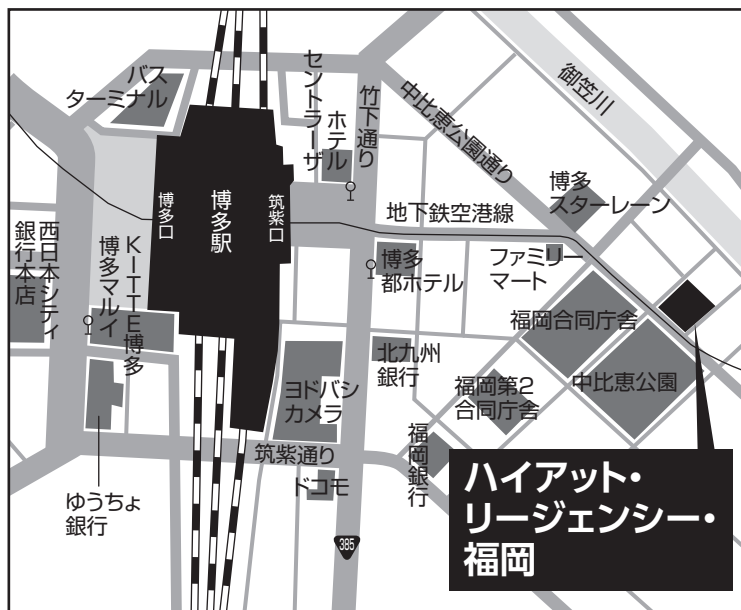 バス
ターミナル
セントラーザ
ホテル
竹下通り
中比恵公園通り
御笠川
博多
スターレーン
博多口
博多駅
筑紫口
地下鉄空港線
ファミリー
マート
博多
都ホテル
西日本シティ
銀行本店
KITTE博多
博多マルイ
福岡合同庁舎
北九州
銀行
ヨドバシ
カメラ
福岡第2
合同庁舎
中比恵公園
筑紫通り
福岡銀行
ドコモ
ゆうちょ
銀行
385
ハイアット・
リージェンシー・
福岡